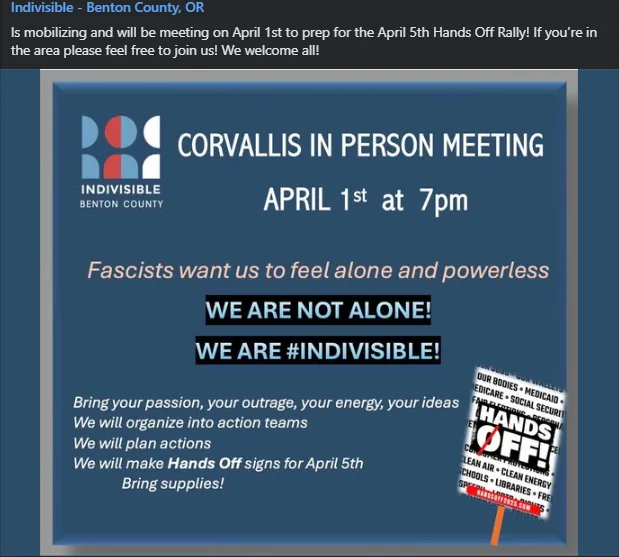 Indivisible - Benton County, OR
Is mobilizing and will be meeting on April 1st to prep for the April 5th Hands Off Rally! If you're in
the area please feel free to join us! We welcome all!
INDIVISIBLE
BENTON COUNTY
CORVALLIS IN PERSON MEETING
APRIL 1st at 7pm
Fascists want us to feel alone and powerless
WE ARE NOT ALONE!
WE ARE #INDIVISIBLE!
Bring your passion, your outrage, your energy, your ideas
We will organize into action teams
We will plan actions
We will make Hands Off signs for April 5th
Bring supplies!
OUR BODIES • MEDICAID •
MEDICARE • SOCIAL SECURIT
HANDS
OFF!
CLEAN AIR • CLEAN ENERGY
CHOOLS • LIBRARIES • FRE
HANDSOFF2025.COM